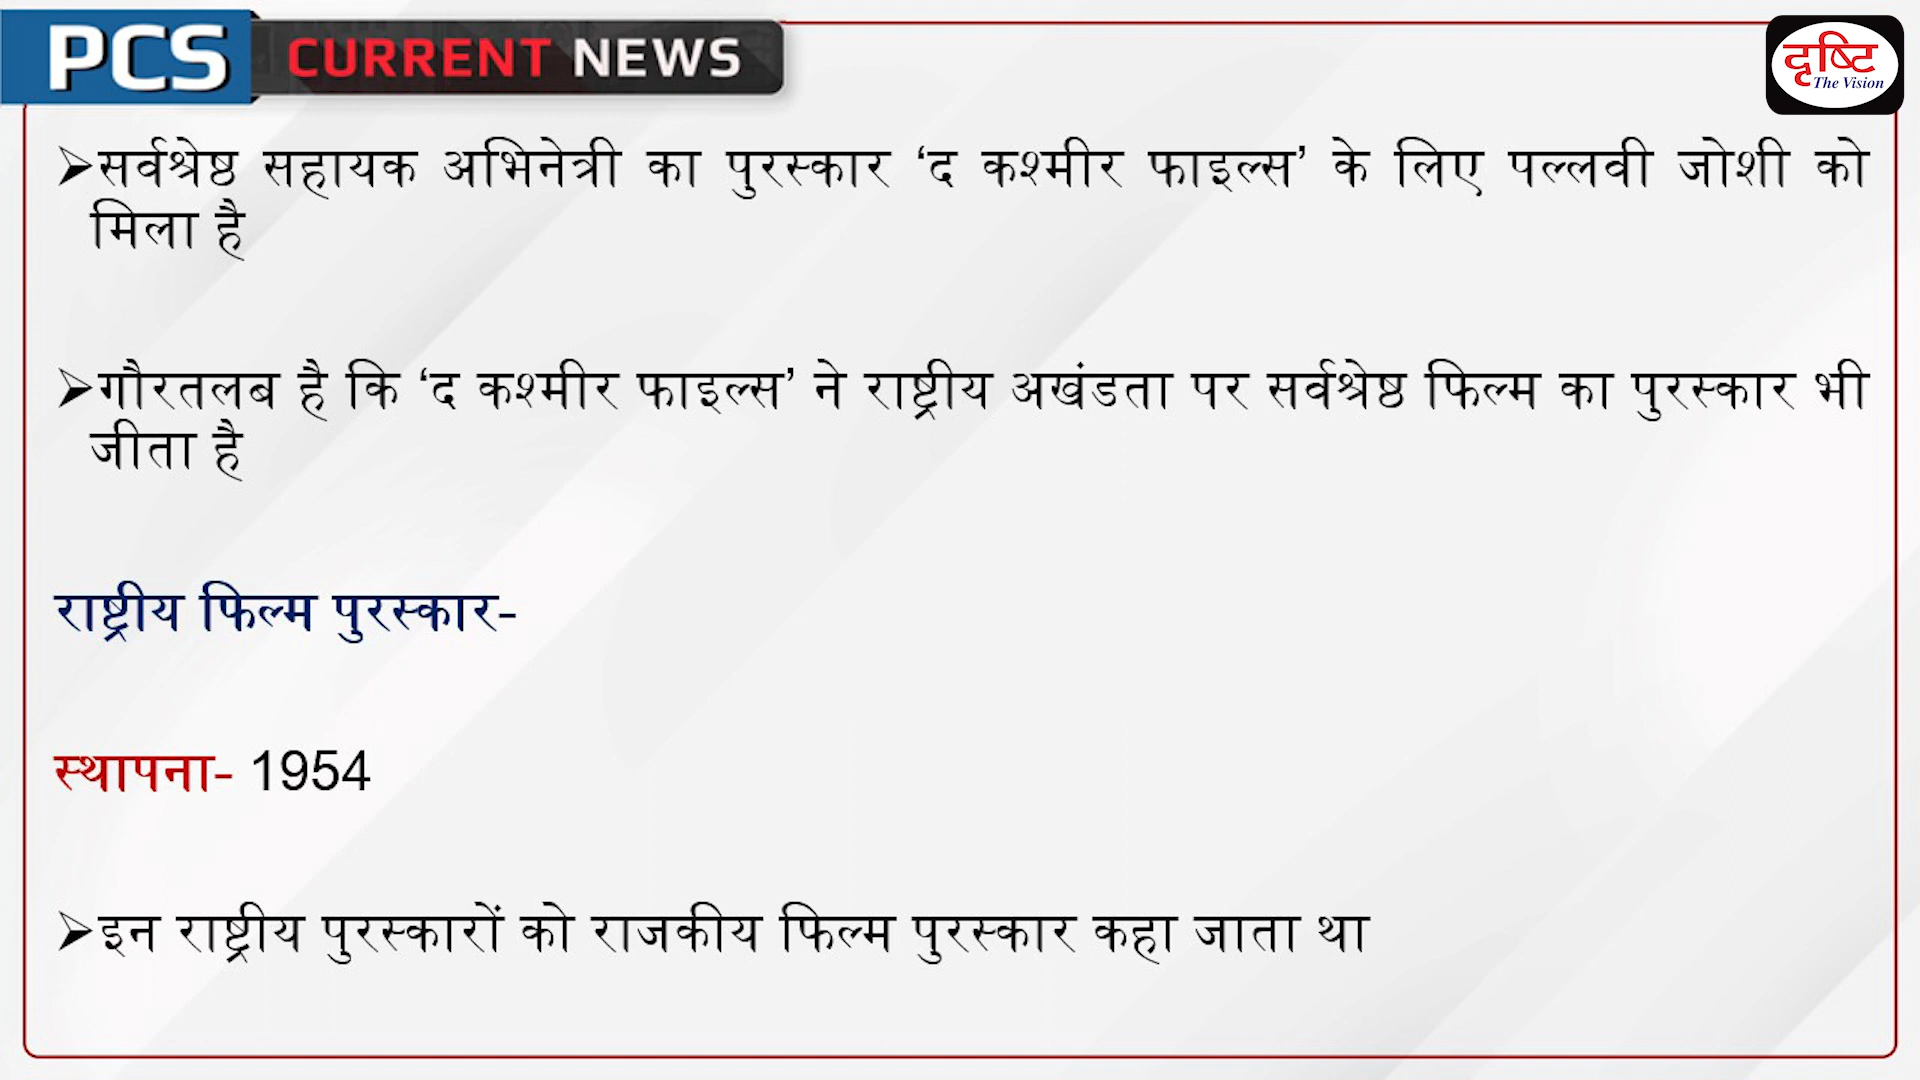 PCS CURRENT NEWS
दृष्टि
The Vision
➢सर्वश्रेष्ठ सहायक अभिनेत्री का पुरस्कार ‘द कश्मीर फाइल्स’ के लिए पल्लवी जोशी को
मिला है
➢गौरतलब है कि ‘द कश्मीर फाइल्स’ ने राष्ट्रीय अखंडता पर सर्वश्रेष्ठ फिल्म का पुरस्कार भी
जीता है
राष्ट्रीय फिल्म पुरस्कार-
स्थापना- 1954
➢इन राष्ट्रीय पुरस्कारों को राजकीय फिल्म पुरस्कार कहा जाता था